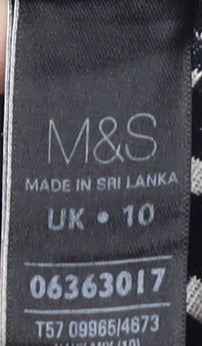 M&S
MADE IN SRI LANKA
UK • 10
06363017
T57 09965/4673